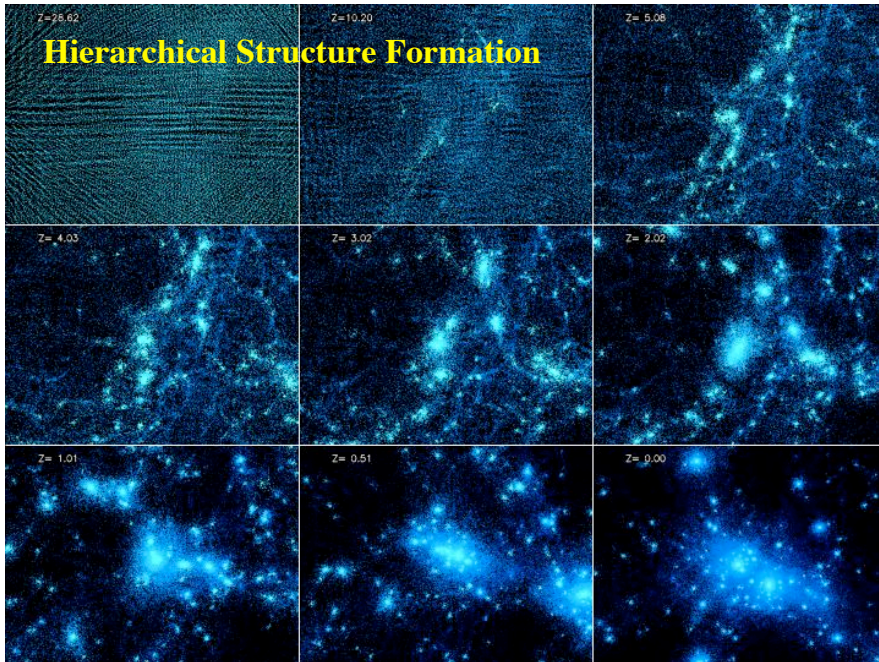 Z=28.62
Z=10.20
Z= 5.08
Hierarchical Structure Formation
Z= 4.03
Z= 3.02
Z= 2.02
Z= 1.01
Z= 0.51
Z= 0.00